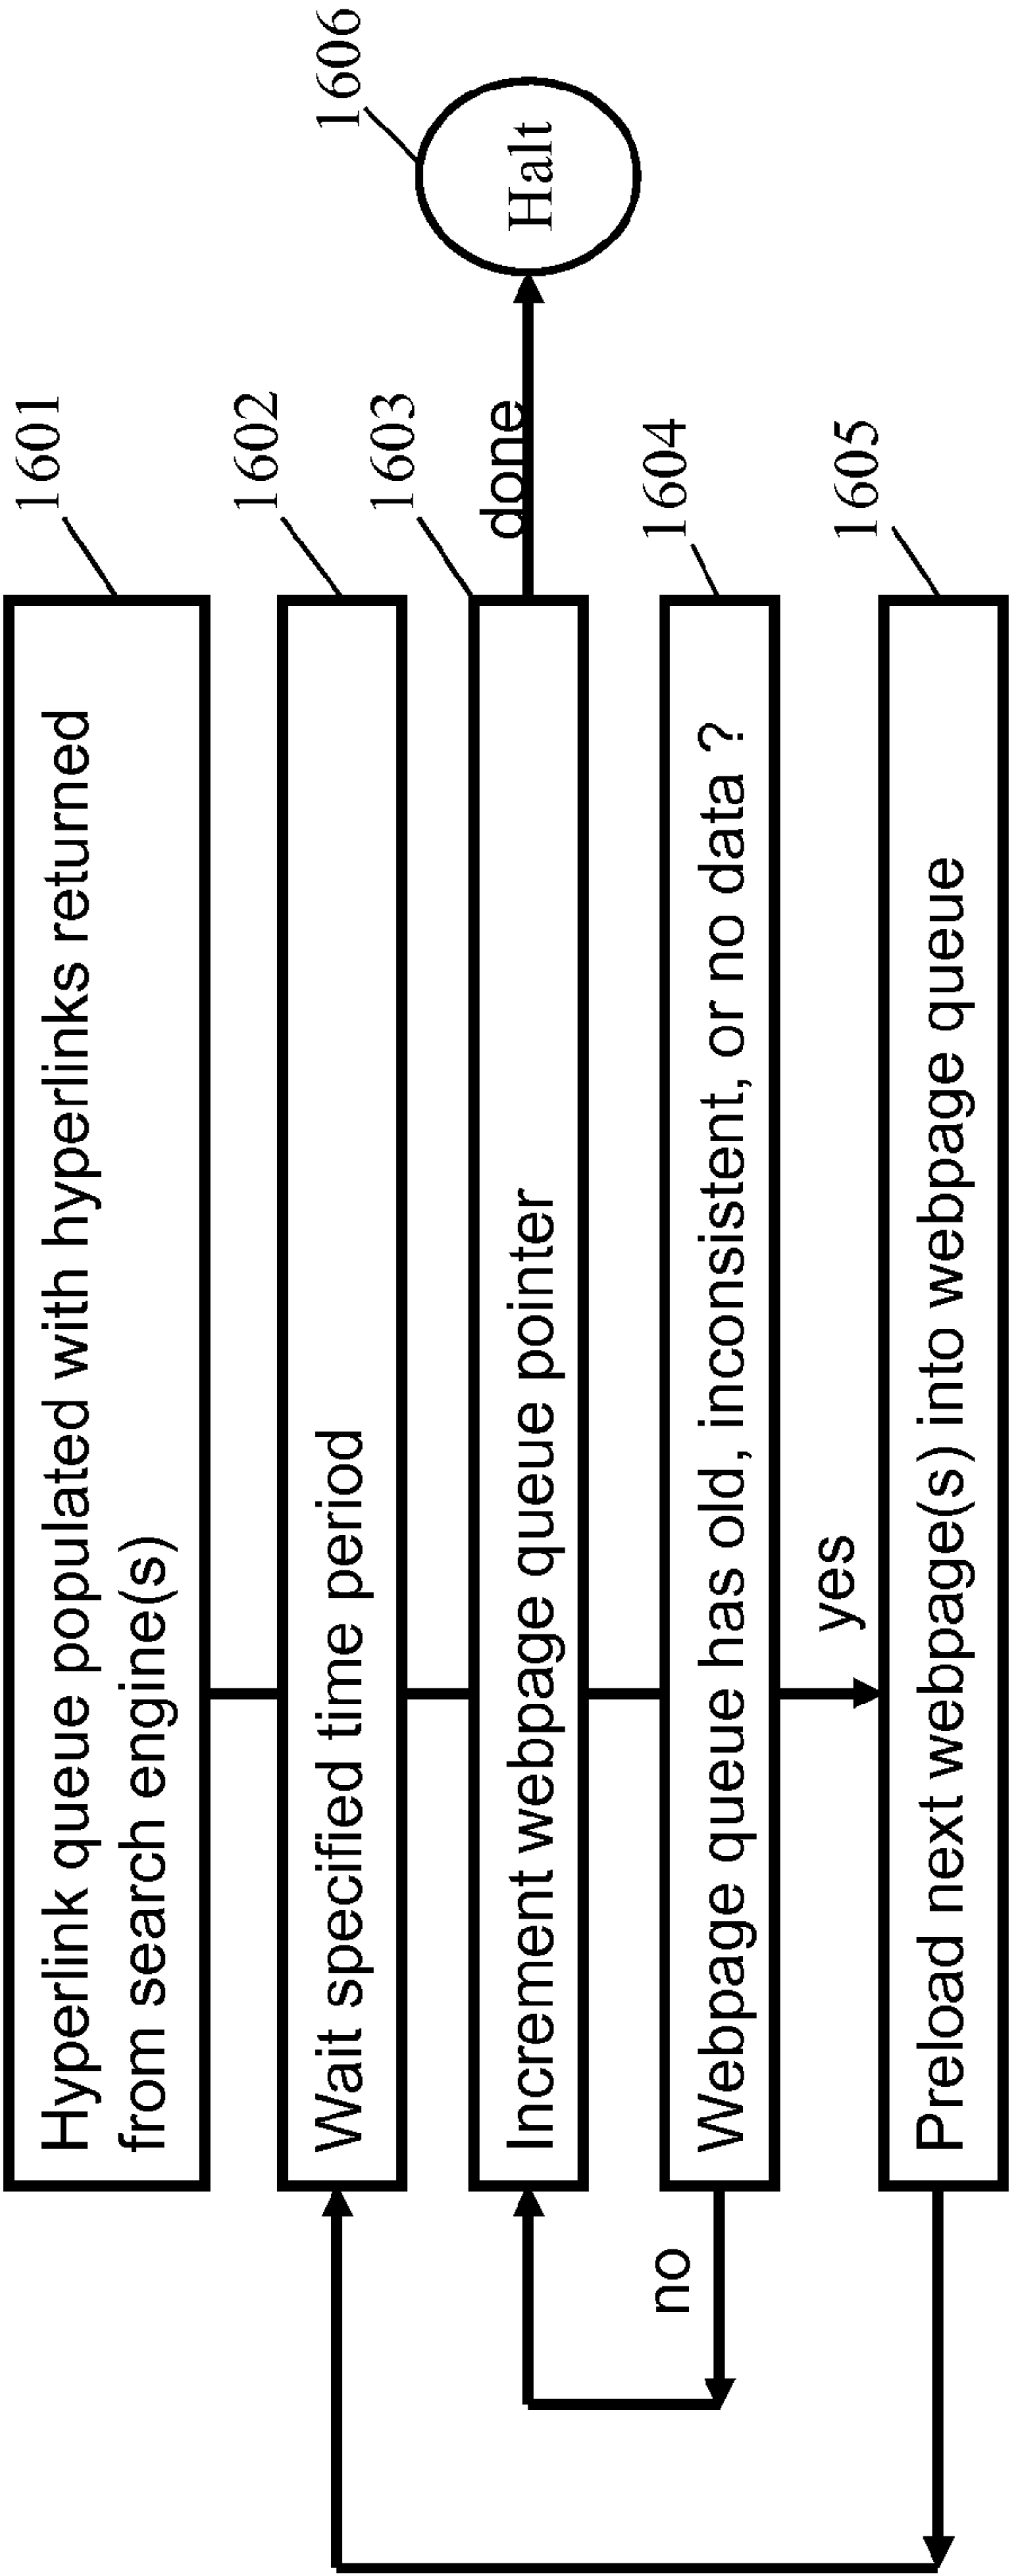 1601
Hyperlink queue populated with hyperlinks returned
from search engine(s)
1602
Wait specified time period
1603
Increment webpage queue pointer
done
1606
Halt
1604
Webpage queue has old, inconsistent, or no data ?
no
yes
1605
Preload next webpage(s) into webpage queue